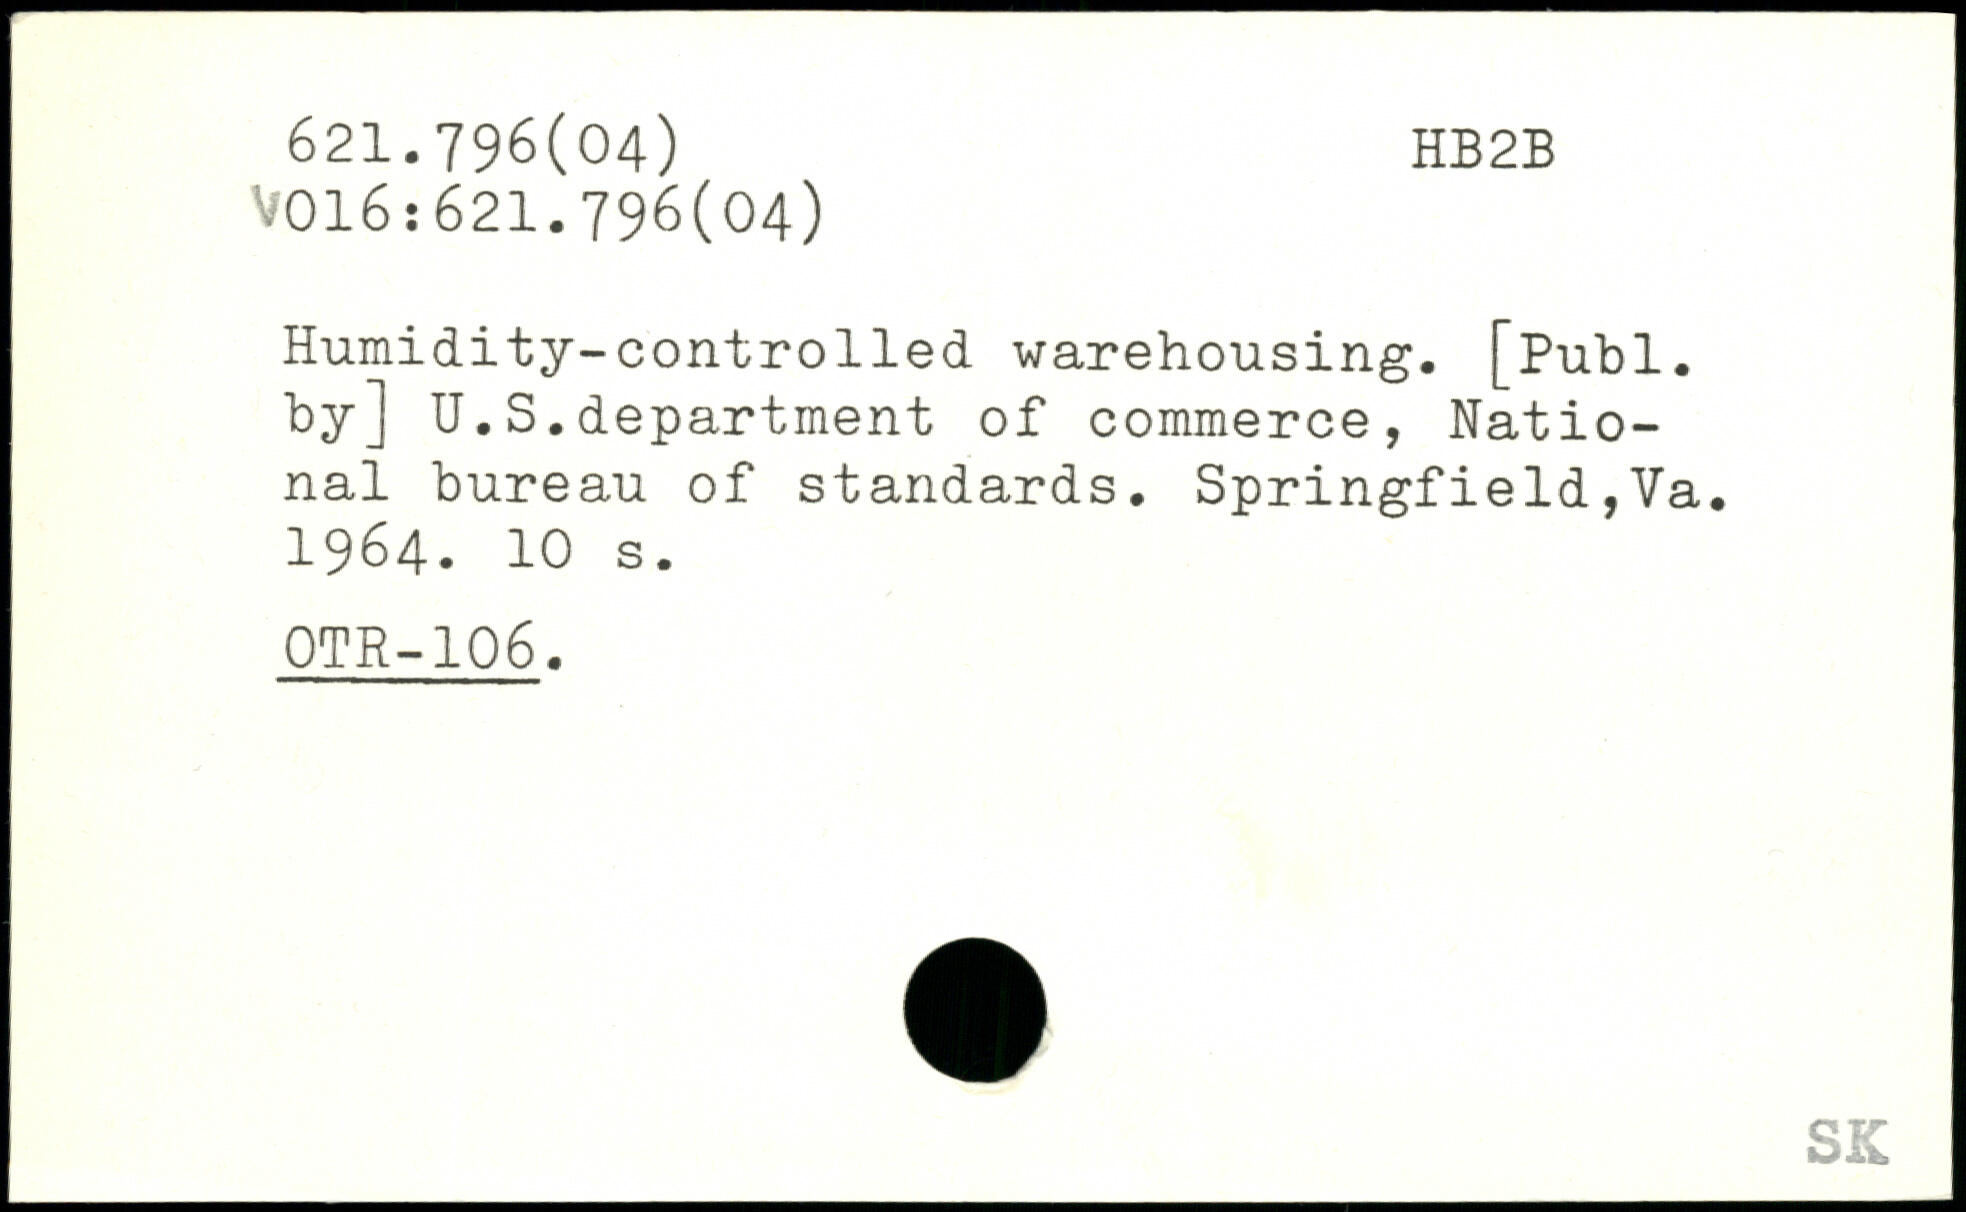 621.796(04) HB2B
V016:621.796(04)
Humidity-controlled warehousing. [Publ.
by] U.S.department of commerce, Natio-
nal bureau of standards. Springfield,Va.
1964. 10 s.
OTR-106.
SK